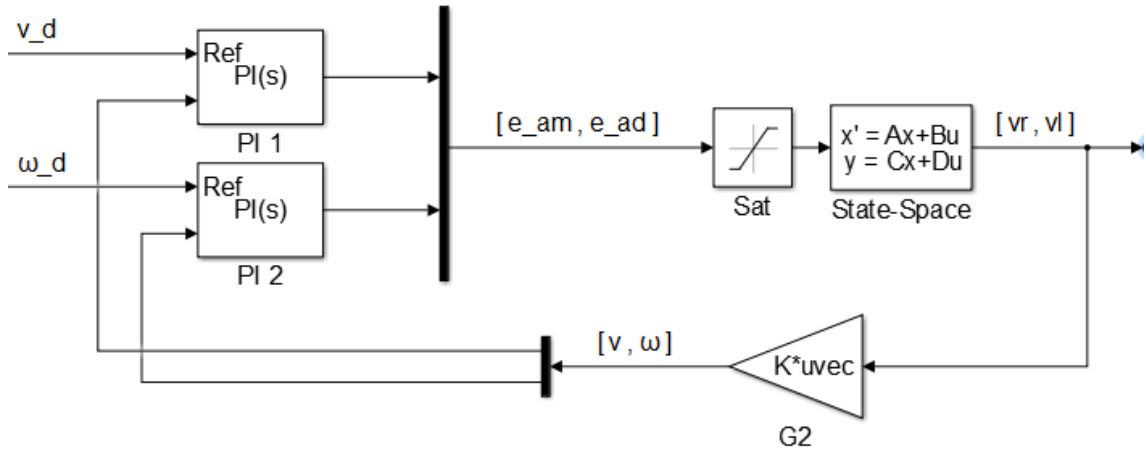 v_d
Ref
PI(s)
PI 1
ω_d
Ref
PI(s)
PI 2
[ e_am , e_ad ]
Sat
x' = Ax+Bu
y = Cx+Du
State-Space
[ vr , vl ]
[ v , ω ]
K*uvec
G2